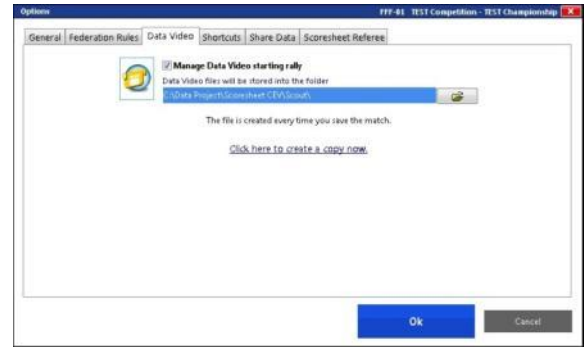 Options FFF-01 TEST Competition - TEST Championship
General Federation Rules Data Video Shortcuts Share Data Scoresheet Referee
Manage Data Video starting rally
Data Video files will be stored into the folder
C:\Data Project\Scoresheet CEV\Scout\
The file is created every time you save the match.
Click here to create a copy now.
Ok Cancel